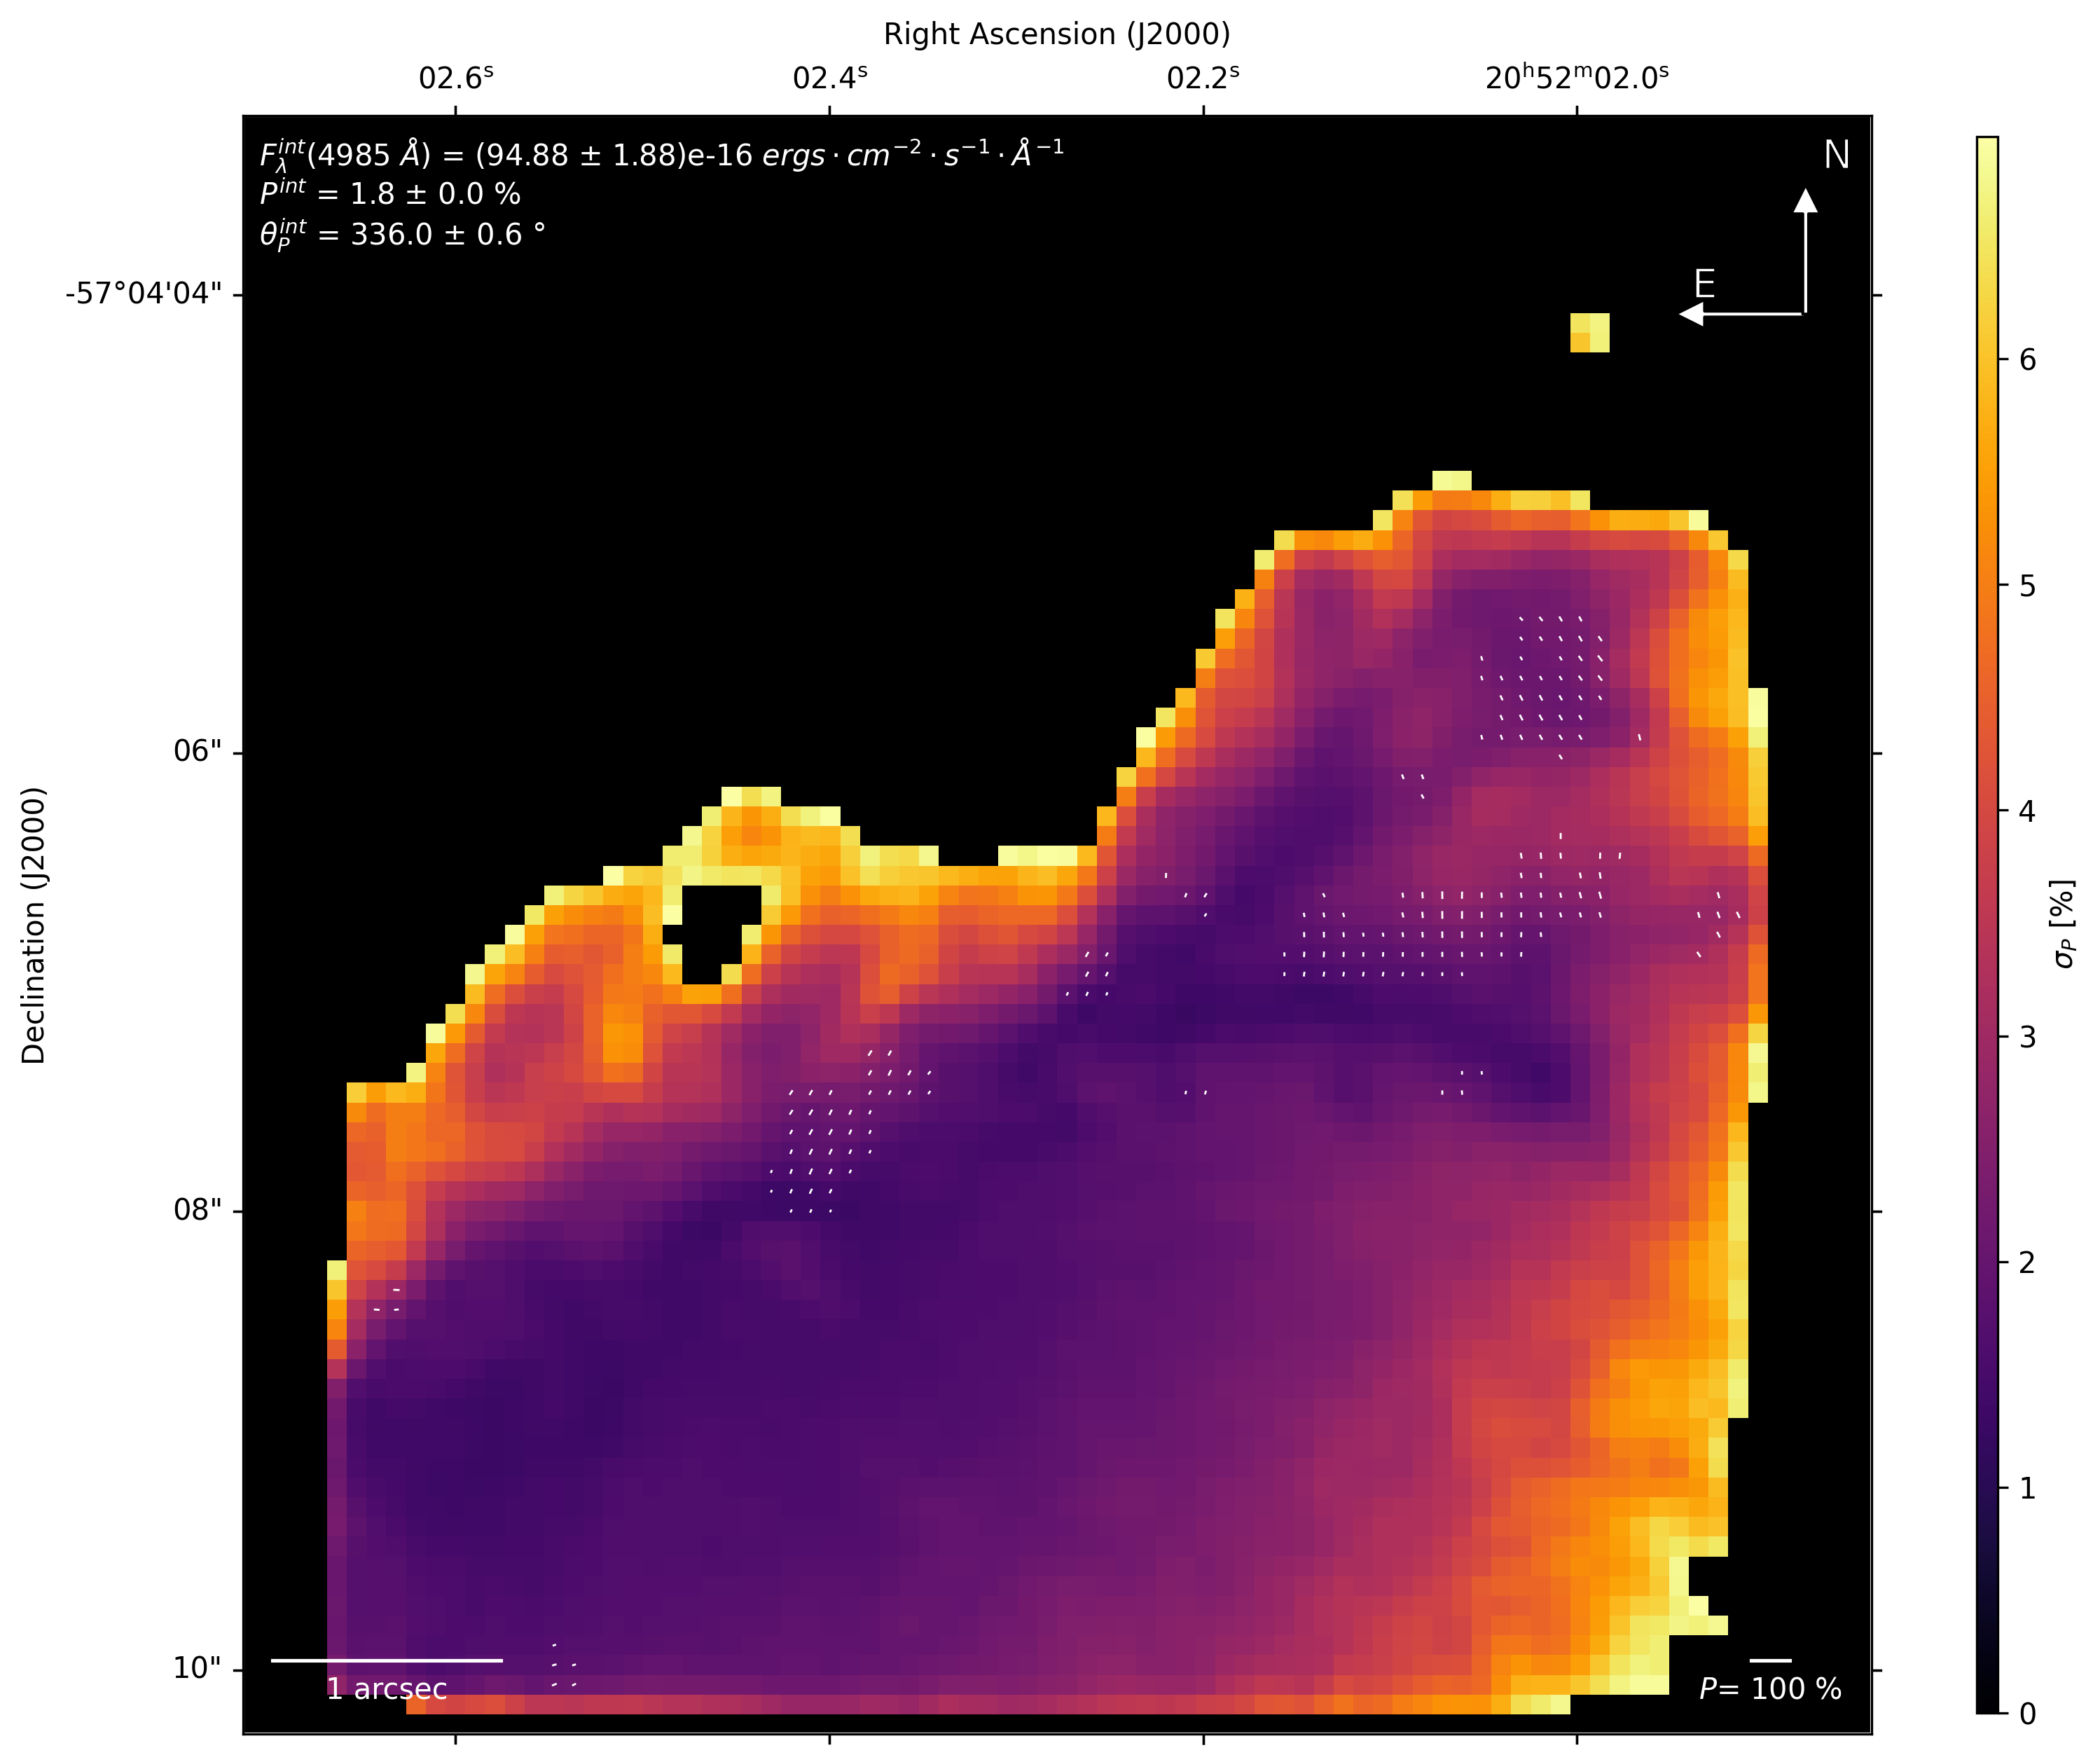 Right Ascension (J2000)
02.6ˢ 02.4ˢ 02.2ˢ 20ʰ52ᵐ02.0ˢ
F_λ^int(4985 Å) = (94.88 ± 1.88)e-16 ergs · cm⁻² · s⁻¹ · Å⁻¹
P^int = 1.8 ± 0.0 %
θ_P^int = 336.0 ± 0.6 °
N
E
-57°04'04"
06"
08"
10"
Declination (J2000)
1 arcsec
P= 100 %
6
5
4
3
2
1
0
σ_P [%]